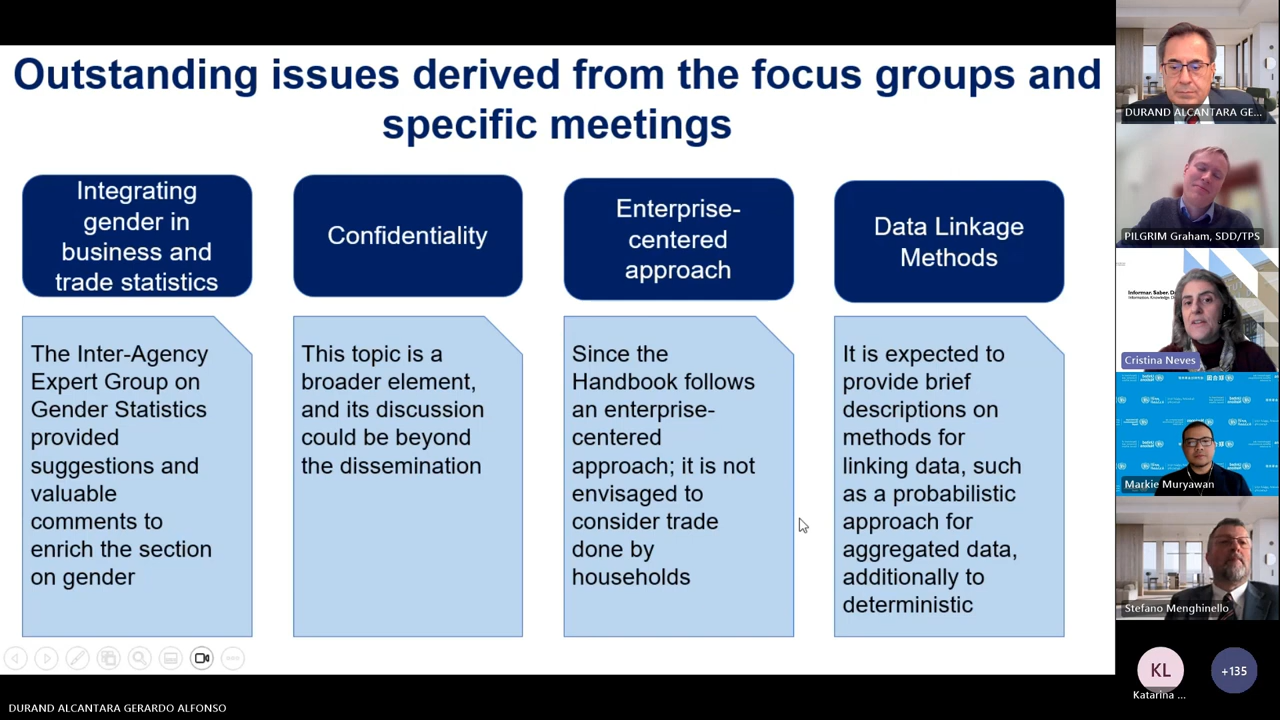 Outstanding issues derived from the focus groups and
specific meetings
Integrating
gender in
business and
trade statistics
The Inter-Agency
Expert Group on
Gender Statistics
provided
suggestions and
valuable
comments to
enrich the section
on gender
Confidentiality
This topic is a
broader element,
and its discussion
could be beyond
the dissemination
Enterprise-
centered
approach
Since the
Handbook follows
an enterprise-
centered
approach; it is not
envisaged to
consider trade
done by
households
Data Linkage
Methods
It is expected to
provide brief
descriptions on
methods for
linking data, such
as a probabilistic
approach for
aggregated data,
additionally to
deterministic
DURAND ALCANTARA GE...
PILGRIM Graham, SDD/TPS
Informar. Saber. D
Cristina Neves
Markie Muryawan
Stefano Menghinello
KL
Katarina ...
+135
DURAND ALCANTARA GERARDO ALFONSO